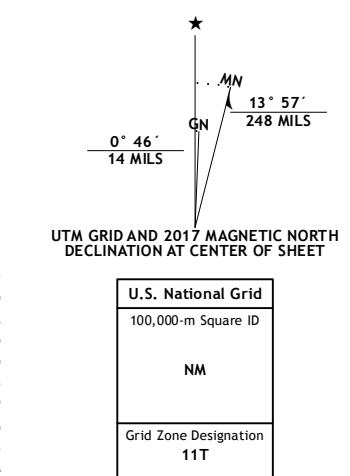 ★
MN
GN
13° 57´
248 MILS
0° 46´
14 MILS
UTM GRID AND 2017 MAGNETIC NORTH
DECLINATION AT CENTER OF SHEET
U.S. National Grid
100,000-m Square ID
NM
Grid Zone Designation
11T